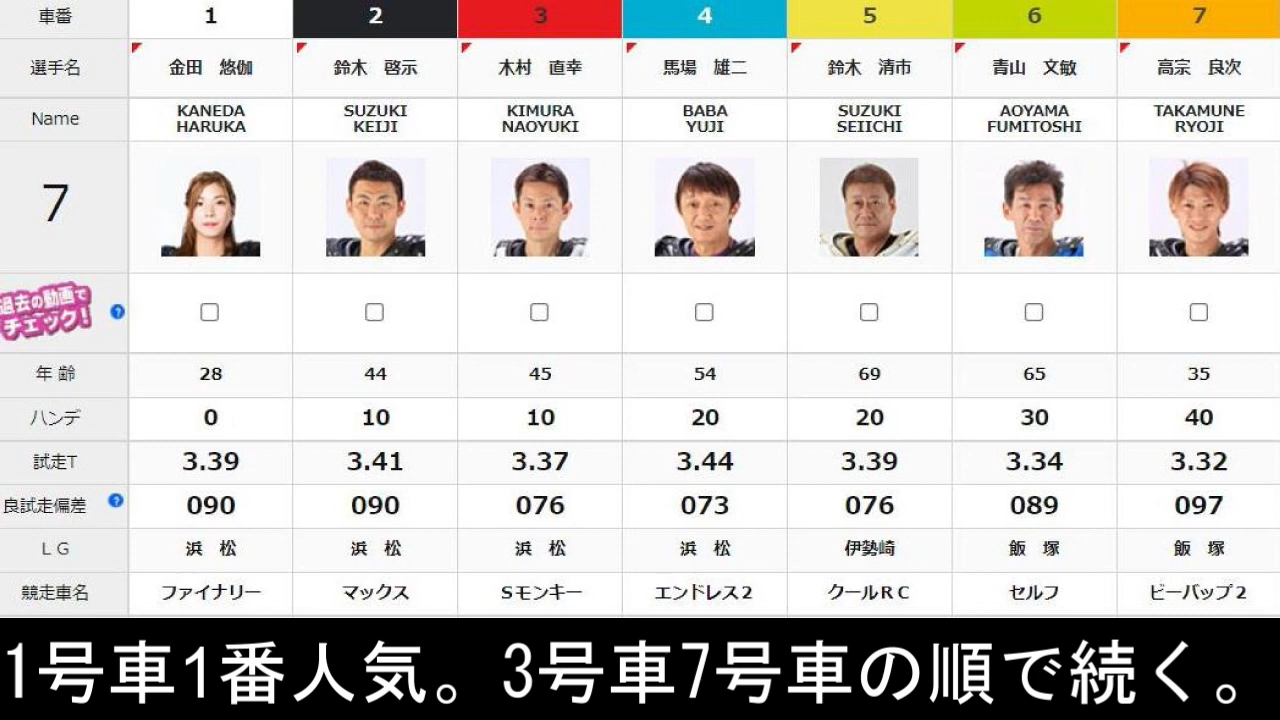 車番 1 2 3 4 5 6 7
選手名 金田 悠伽 鈴木 啓示 木村 直幸 馬場 雄二 鈴木 清市 青山 文敏 高宗 良次
Name KANEDA HARUKA SUZUKI KEIJI KIMURA NAOYUKI BABA YUJI SUZUKI SEIICHI AOYAMA FUMITOSHI TAKAMUNE RYOJI
7
過去の動画で
チェック! ?
年齢 28 44 45 54 69 65 35
ハンデ 0 10 10 20 20 30 40
試走T 3.39 3.41 3.37 3.44 3.39 3.34 3.32
良試走偏差 ? 090 090 076 073 076 089 097
ＬＧ 浜 松 浜 松 浜 松 浜 松 伊勢崎 飯 塚 飯 塚
競走車名 ファイナリー マックス Ｓモンキー エンドレス２ クールＲＣ セルフ ビーバップ２
1号車1番人気。3号車7号車の順で続く。